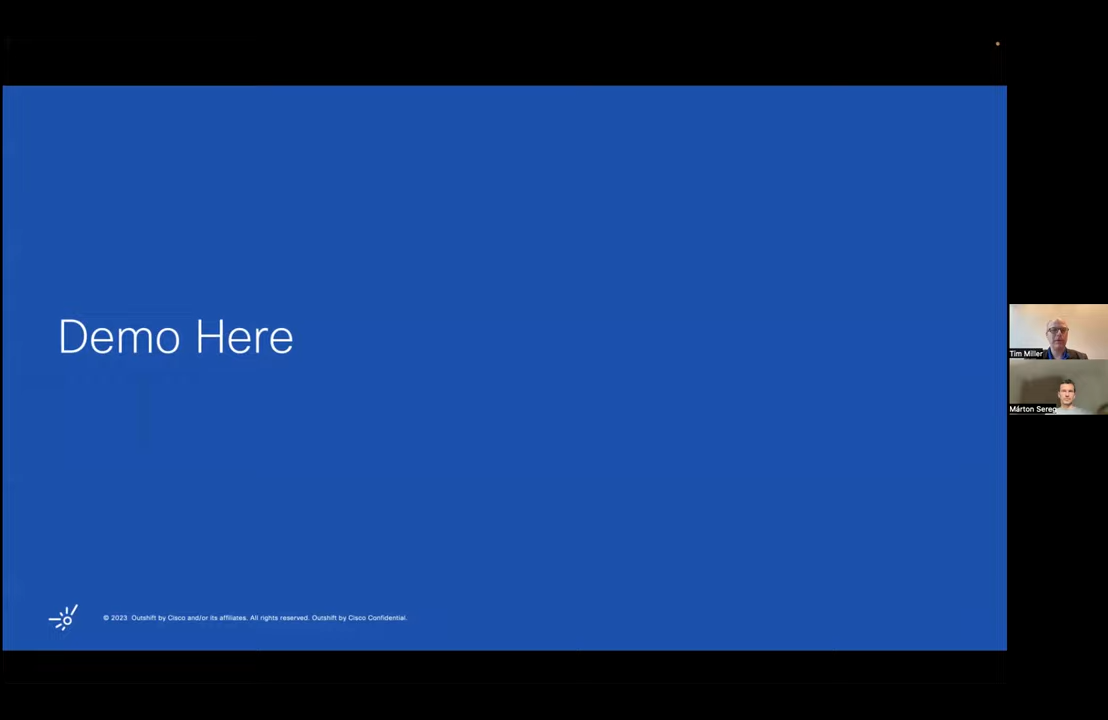 Demo Here
Tim Miller
Márton Sereg
© 2023 Outshift by Cisco and/or its affiliates. All rights reserved. Outshift by Cisco Confidential.